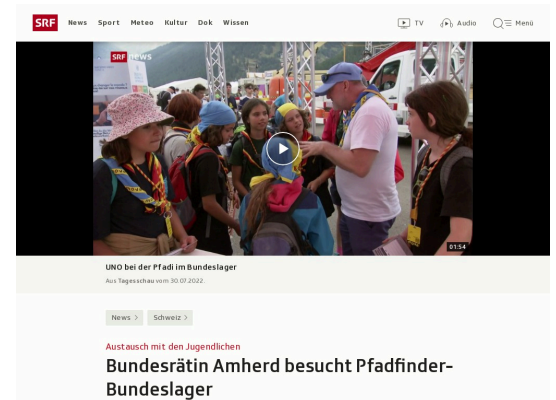 SRF News Sport Meteo Kultur Dok Wissen TV Audio Menü
SRF NEWS
01:54
UNO bei der Pfadi im Bundeslager
Aus Tagesschau vom 30.07.2022.
News Schweiz
Austausch mit den Jugendlichen
Bundesrätin Amherd besucht Pfadfinder-
Bundeslager